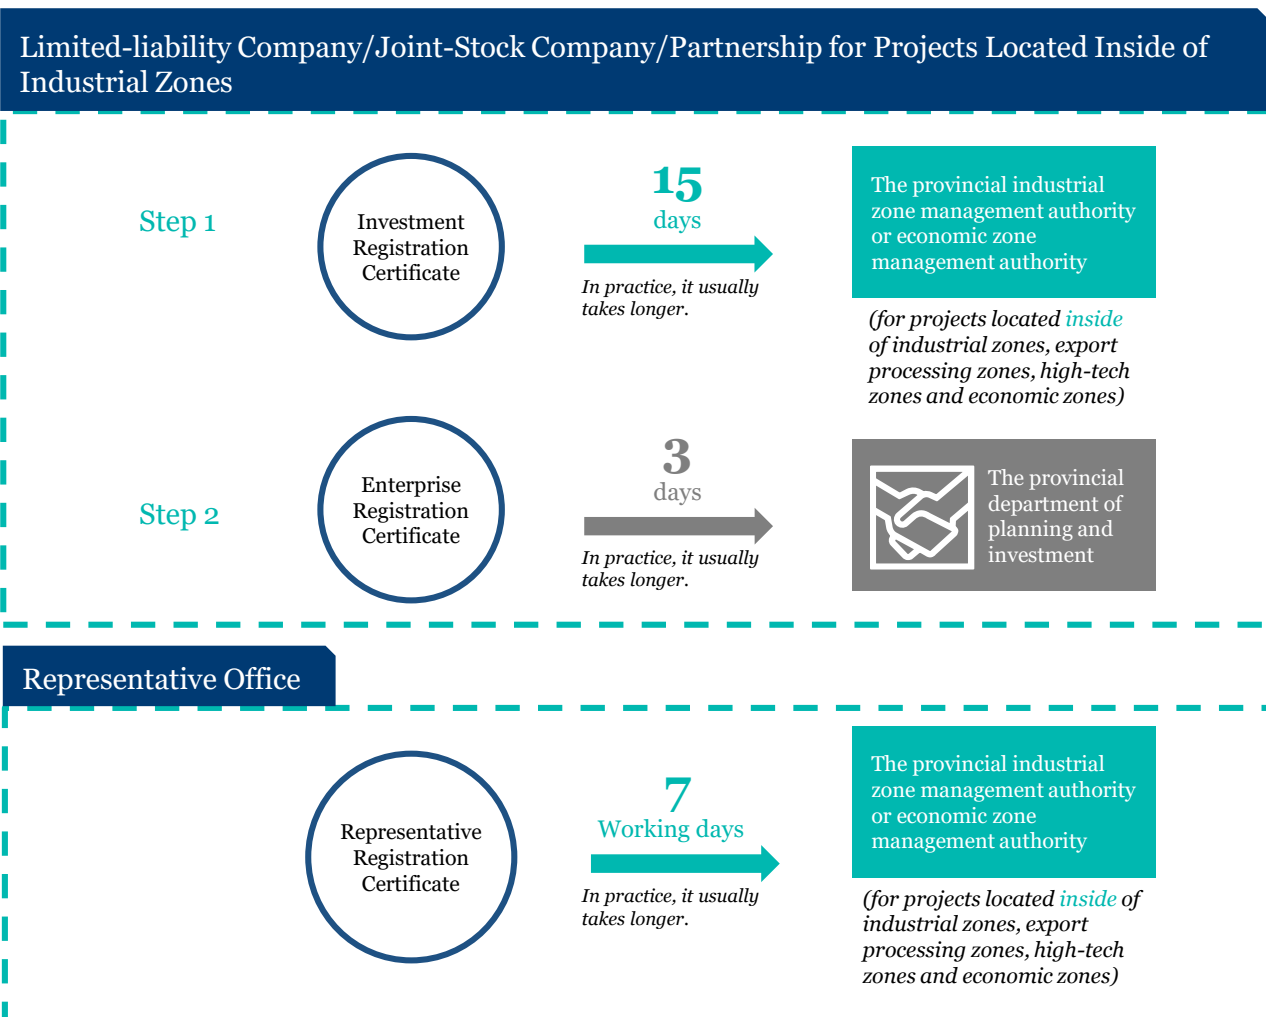 Limited-liability Company/Joint-Stock Company/Partnership for Projects Located Inside of
Industrial Zones
Step 1
Investment
Registration
Certificate
15
days
In practice, it usually
takes longer.
The provincial industrial
zone management authority
or economic zone
management authority
(for projects located inside
of industrial zones, export
processing zones, high-tech
zones and economic zones)
Step 2
Enterprise
Registration
Certificate
3
days
In practice, it usually
takes longer.
The provincial
department of
planning and
investment
Representative Office
Representative
Registration
Certificate
7
Working days
In practice, it usually
takes longer.
The provincial industrial
zone management authority
or economic zone
management authority
(for projects located inside of
industrial zones, export
processing zones, high-tech
zones and economic zones)